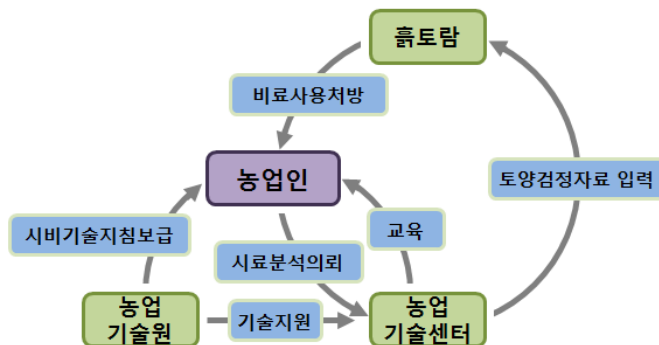 흙토람
비료사용처방
농업인
토양검정자료 입력
시비기술지침보급
교육
시료분석의뢰
농업
기술원
기술지원
농업
기술센터